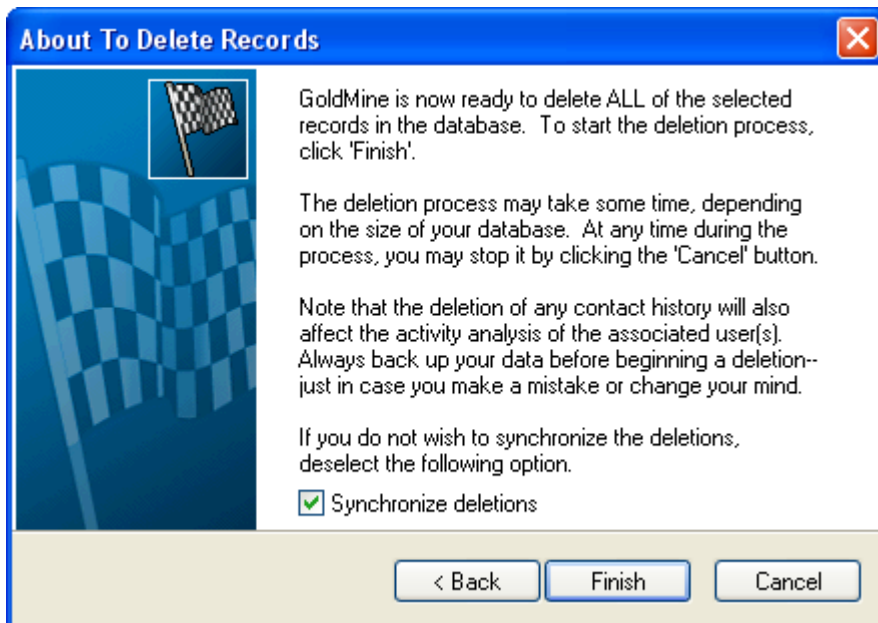 About To Delete Records
GoldMine is now ready to delete ALL of the selected
records in the database.  To start the deletion process,
click 'Finish'.
The deletion process may take some time, depending
on the size of your database.  At any time during the
process, you may stop it by clicking the 'Cancel' button.
Note that the deletion of any contact history will also
affect the activity analysis of the associated user(s).
Always back up your data before beginning a deletion--
just in case you make a mistake or change your mind.
If you do not wish to synchronize the deletions,
deselect the following option.
Synchronize deletions
< Back
Finish
Cancel